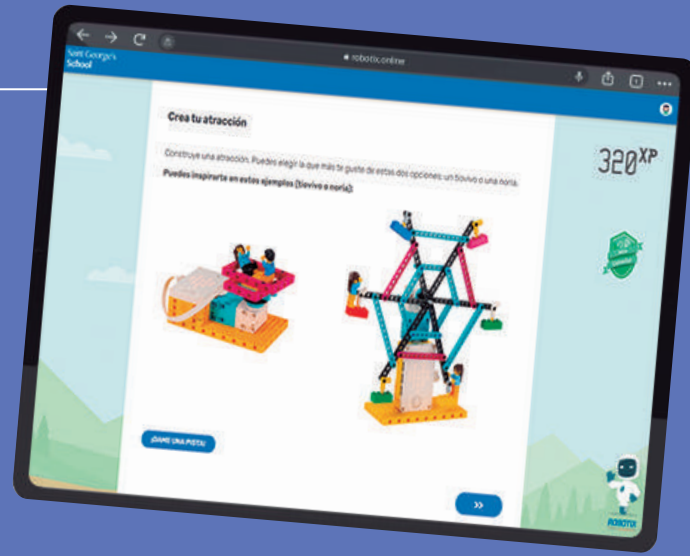 robotix.online
Saint George's
School
Crea tu atracción
320XP
Construye una atracción. Puedes elegir la que más te guste de estas dos opciones: un tiovivo o una noria.
Puedes inspirarte en estos ejemplos (tiovivo o noria):
¡DAME UNA PISTA!
»
ROBOTIX